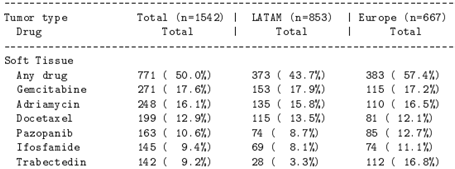 Tumor type Total (n=1542) | LATAM (n=853) | Europe (n=667)
Drug Total | Total | Total
Soft Tissue
Any drug 771 ( 50.0%) 373 ( 43.7%) 383 ( 57.4%)
Gemcitabine 271 ( 17.6%) 153 ( 17.9%) 115 ( 17.2%)
Adriamycin 248 ( 16.1%) 135 ( 15.8%) 110 ( 16.5%)
Docetaxel 199 ( 12.9%) 115 ( 13.5%) 81 ( 12.1%)
Pazopanib 163 ( 10.6%) 74 ( 8.7%) 85 ( 12.7%)
Ifosfamide 145 ( 9.4%) 69 ( 8.1%) 74 ( 11.1%)
Trabectedin 142 ( 9.2%) 28 ( 3.3%) 112 ( 16.8%)